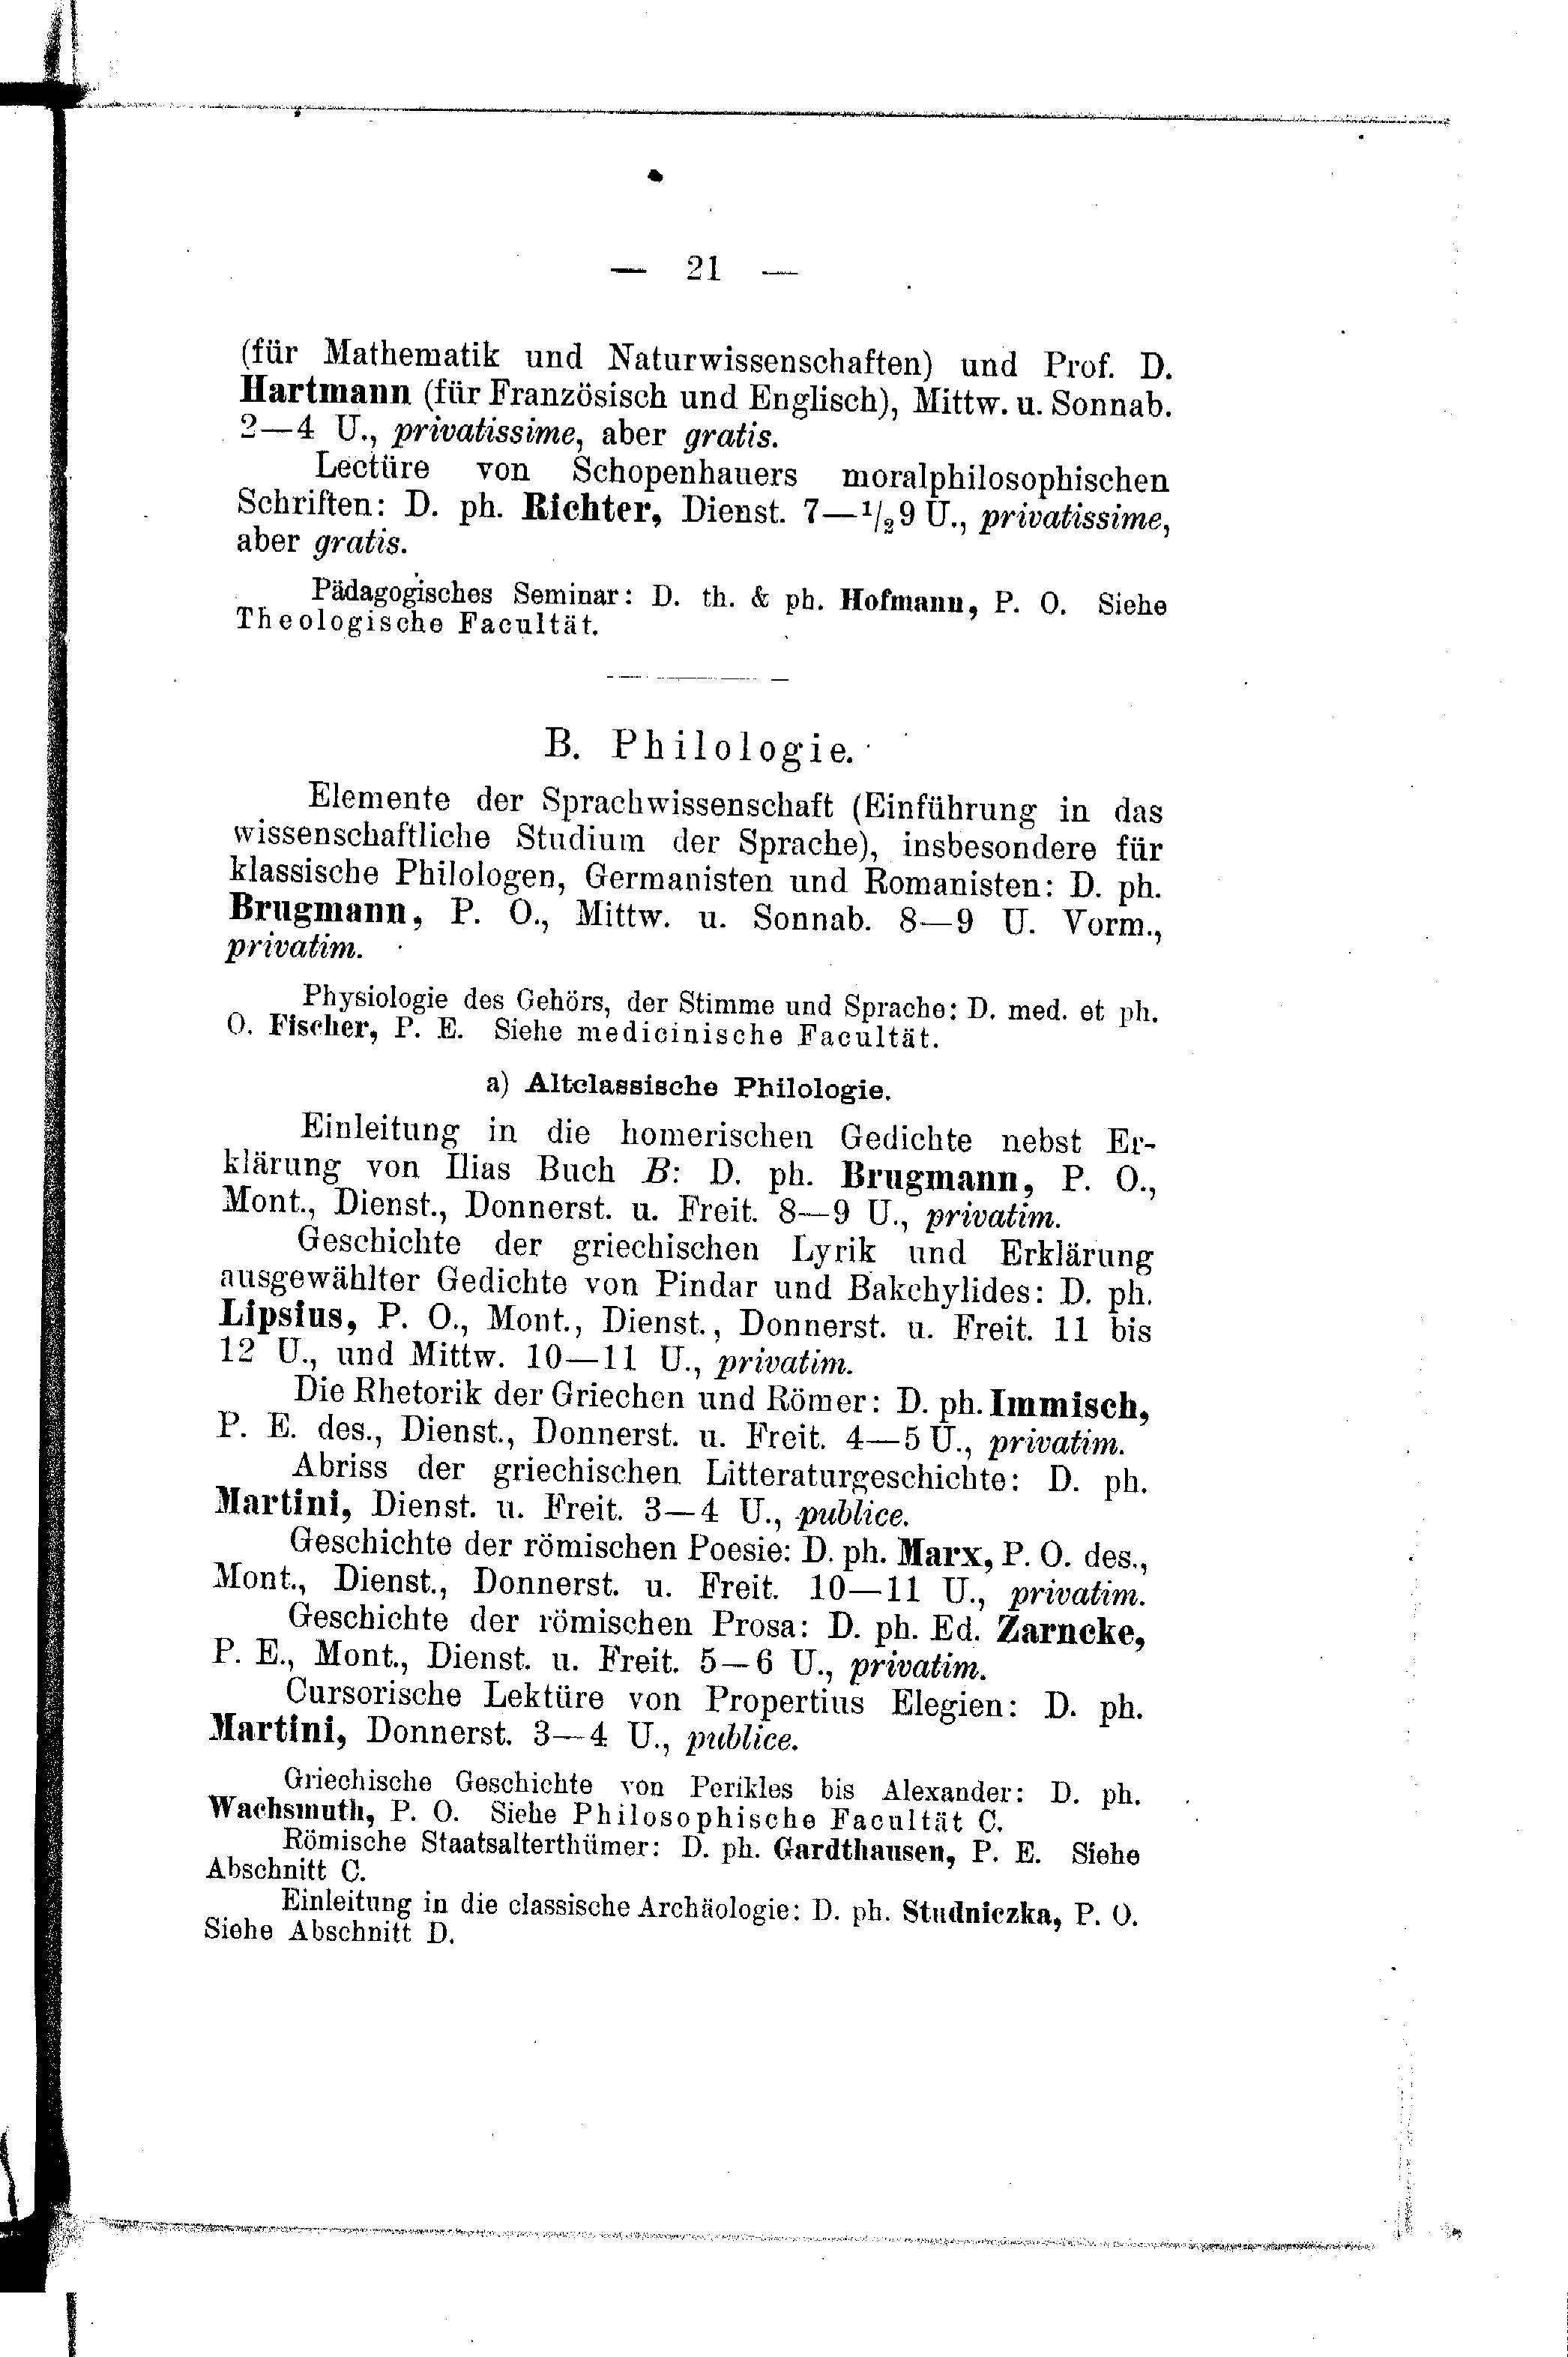 — 21 —
(für Mathematik und Naturwissenschaften) und Prof. D.
Hartmann (für Französisch und Englisch), Mittw. u. Sonnab.
2—4 U., privatissime, aber gratis.
Lectüre von Schopenhauers moralphilosophischen
Schriften: D. ph. Richter, Dienst. 7—1/29 U., privatissime,
aber gratis.
Pädagogisches Seminar: D. th. & ph. Hofmann, P. O. Siehe
Theologische Facultät.
B. Philologie.
Elemente der Sprachwissenschaft (Einführung in das
wissenschaftliche Studium der Sprache), insbesondere für
klassische Philologen, Germanisten und Romanisten: D. ph.
Brugmann, P. O., Mittw. u. Sonnab. 8—9 U. Vorm.,
privatim.
Physiologie des Gehörs, der Stimme und Sprache: D. med. et ph.
O. Fischer, P. E. Siehe medicinische Facultät.
a) Altclassische Philologie.
Einleitung in die homerischen Gedichte nebst Er-
klärung von Ilias Buch B: D. ph. Brugmann, P. O.,
Mont., Dienst., Donnerst. u. Freit. 8—9 U., privatim.
Geschichte der griechischen Lyrik und Erklärung
ausgewählter Gedichte von Pindar und Bakchylides: D. ph.
Lipsius, P. O., Mont., Dienst., Donnerst. u. Freit. 11 bis
12 U., und Mittw. 10—11 U., privatim.
Die Rhetorik der Griechen und Römer: D. ph. Immisch,
P. E. des., Dienst., Donnerst. u. Freit. 4—5 U., privatim.
Abriss der griechischen Litteraturgeschichte: D. ph.
Martini, Dienst. u. Freit. 3—4 U., publice.
Geschichte der römischen Poesie: D. ph. Marx, P. O. des.,
Mont., Dienst., Donnerst. u. Freit. 10—11 U., privatim.
Geschichte der römischen Prosa: D. ph. Ed. Zarncke,
P. E., Mont., Dienst. u. Freit. 5—6 U., privatim.
Cursorische Lektüre von Propertius Elegien: D. ph.
Martini, Donnerst. 3—4 U., publice.
Griechische Geschichte von Perikles bis Alexander: D. ph.
Wachsmuth, P. O. Siehe Philosophische Facultät C.
Römische Staatsalterthümer: D. ph. Gardthausen, P. E. Siehe
Abschnitt C.
Einleitung in die classische Archäologie: D. ph. Studniczka, P. O.
Siehe Abschnitt D.